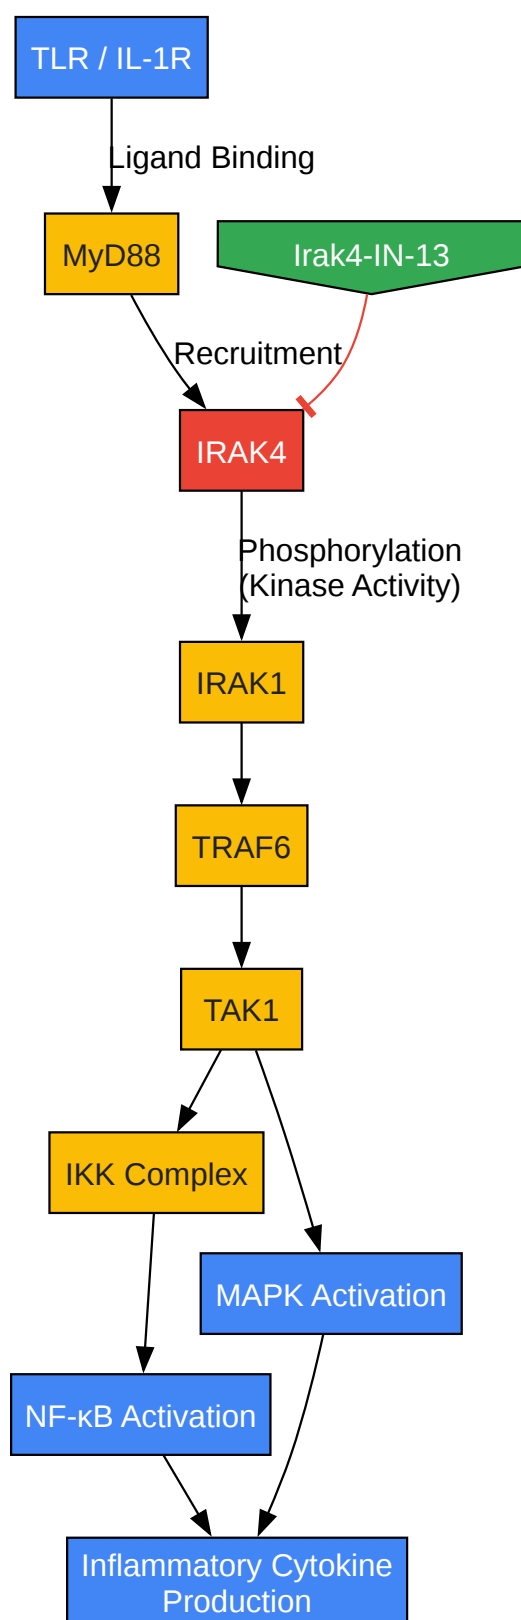 TLR / IL-1R
Ligand Binding
MyD88
Irak4-IN-13
Recruitment
IRAK4
Phosphorylation
(Kinase Activity)
IRAK1
TRAF6
TAK1
IKK Complex
MAPK Activation
NF-κB Activation
Inflammatory Cytokine
Production